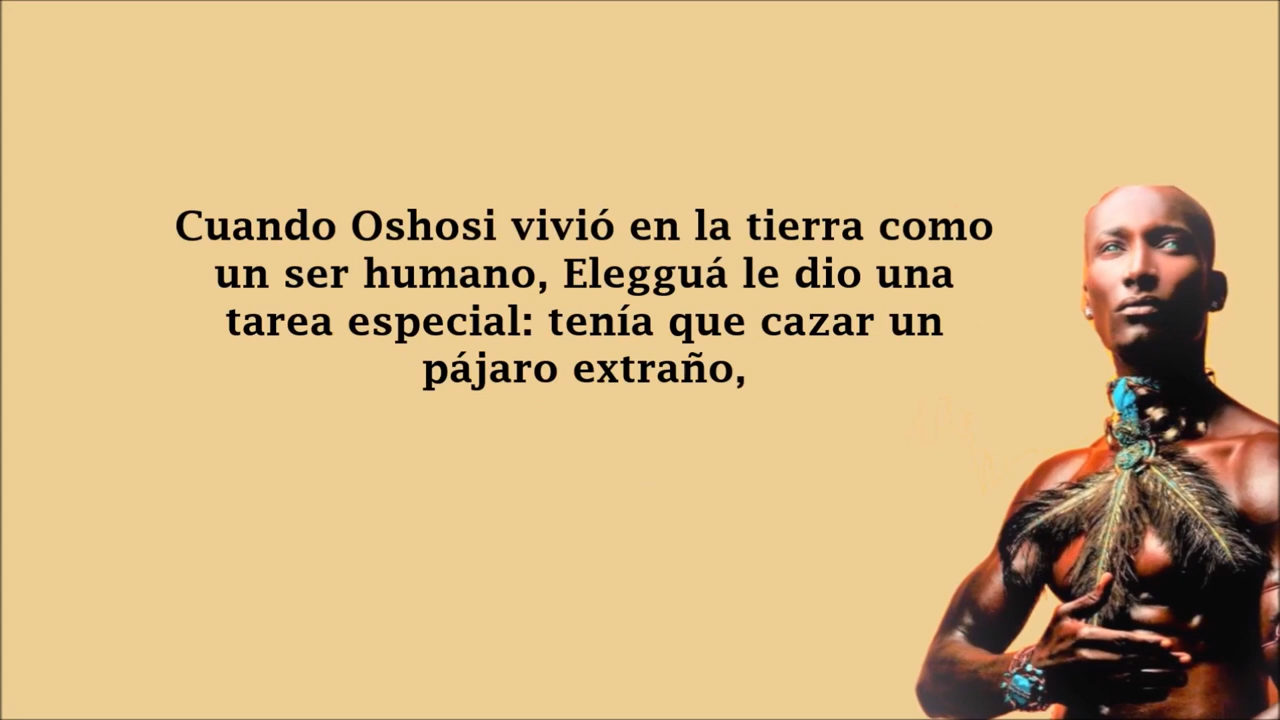 Cuando Oshosi vivió en la tierra como
un ser humano, Elegguá le dio una
tarea especial: tenía que cazar un
pájaro extraño,